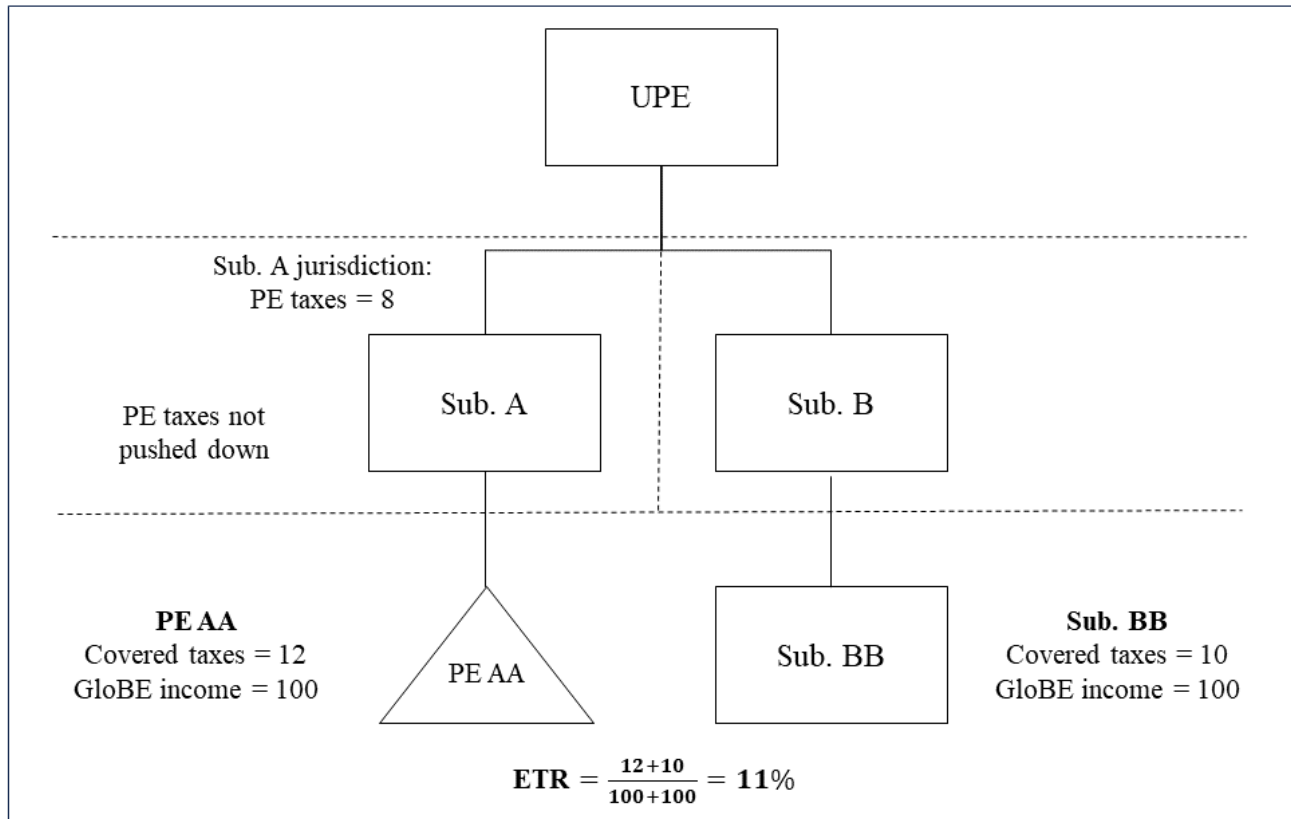 UPE
Sub. A jurisdiction:
PE taxes = 8
Sub. A
Sub. B
PE taxes not
pushed down
PE AA
Covered taxes = 12
GloBE income = 100
PE AA
Sub. BB
Sub. BB
Covered taxes = 10
GloBE income = 100
ETR = \frac{12+10}{100+100} = 11%